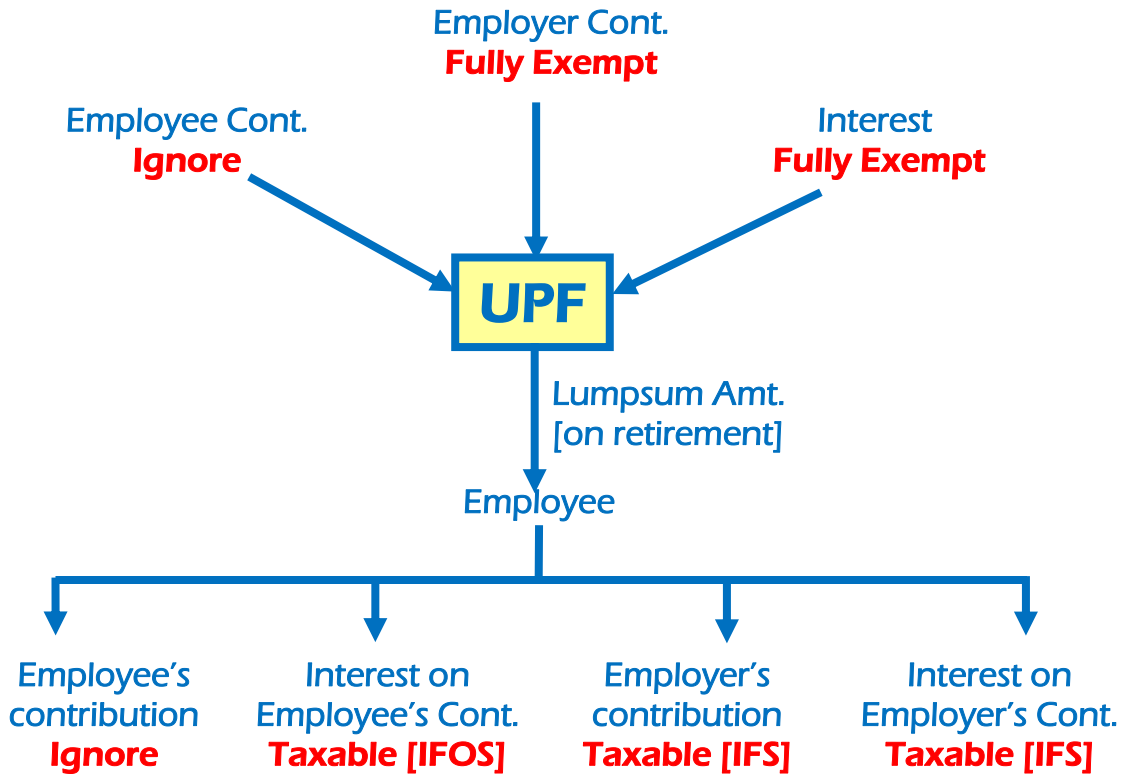 Employer Cont.
Fully Exempt
Employee Cont.
Ignore
Interest
Fully Exempt
UPF
Lumpsum Amt.
[on retirement]
Employee
Employee’s
contribution
Ignore
Interest on
Employee’s Cont.
Taxable [IFOS]
Employer’s
contribution
Taxable [IFS]
Interest on
Employer’s Cont.
Taxable [IFS]